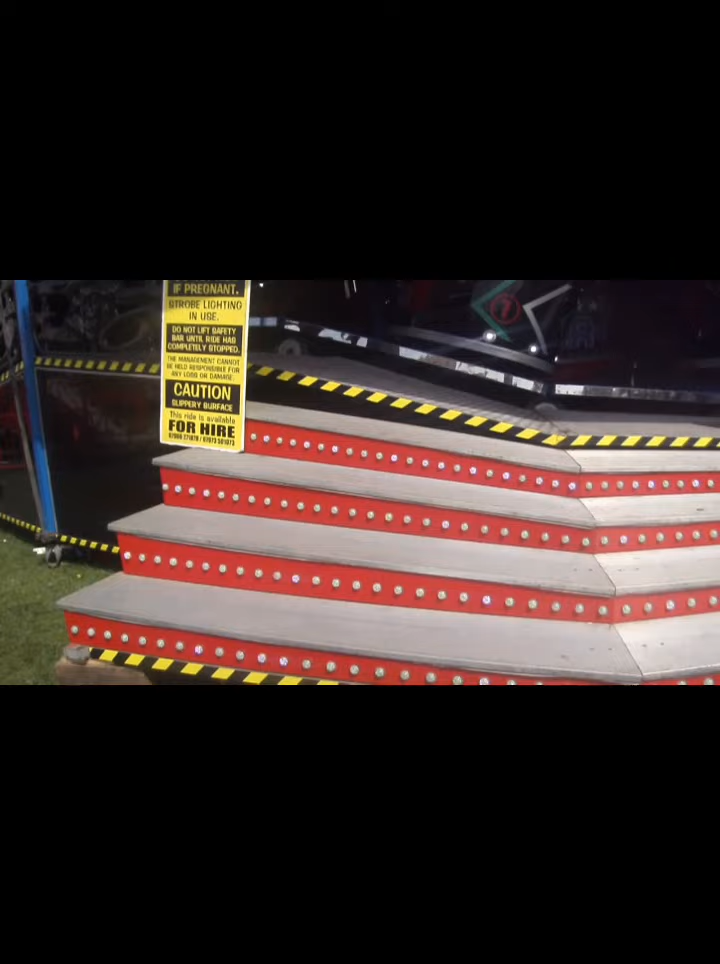 IF PREGNANT.
STROBE LIGHTING
IN USE.
DO NOT LIFT SAFETY
BAR UNTIL RIDE HAS
COMPLETELY STOPPED.
THE MANAGEMENT CANNOT
BE HELD RESPONSIBLE FOR
ANY LOSS OR DAMAGE.
CAUTION
SLIPPERY SURFACE
This ride is available
FOR HIRE